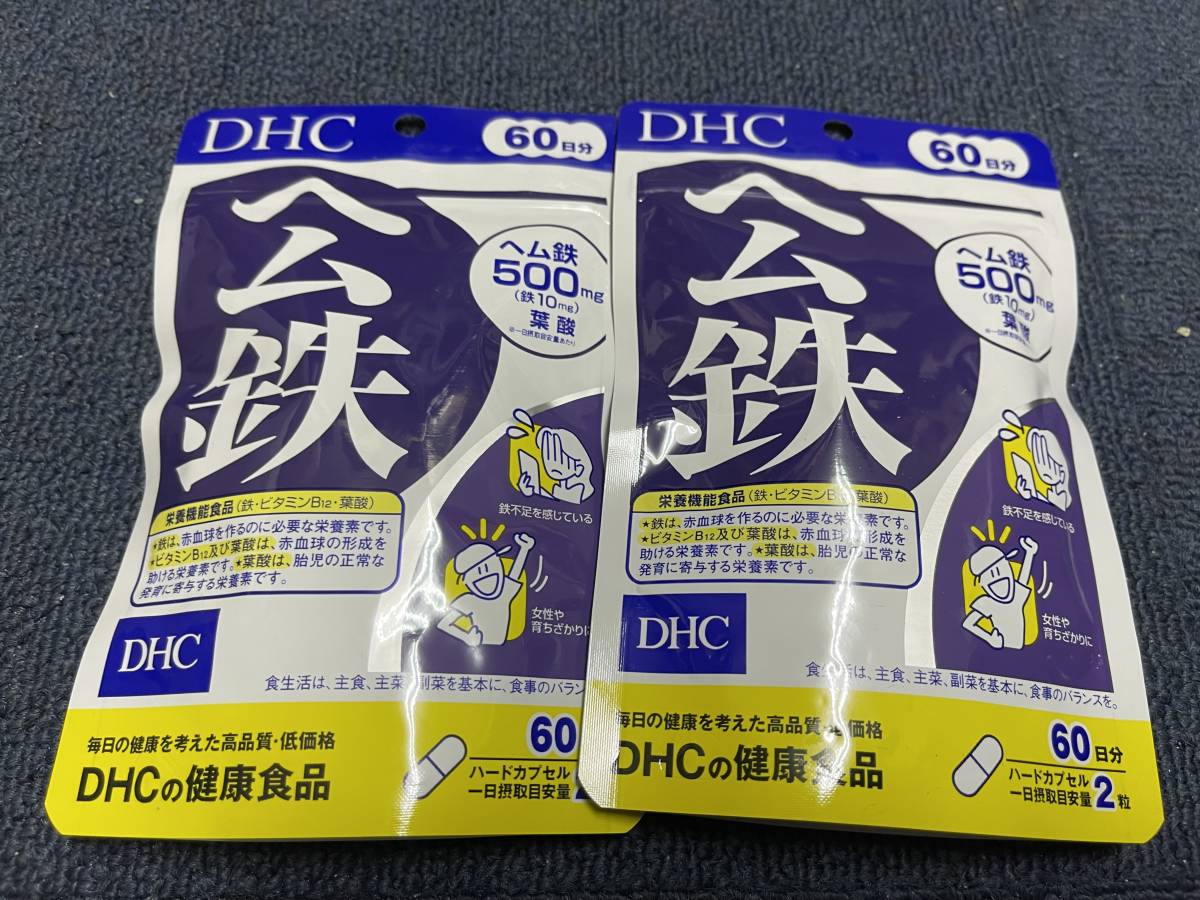 DHC
60日分
ヘム鉄
ヘム鉄
500mg
(鉄10mg)
葉酸
※一日摂取目安量あたり
栄養機能食品(鉄・ビタミンB12・葉酸)
★鉄は、赤血球を作るのに必要な栄養素です。
★ビタミンB12及び葉酸は、赤血球の形成を
助ける栄養素です。★葉酸は、胎児の正常な
発育に寄与する栄養素です。
鉄不足を感じている
女性や
育ちざかりに
DHC
食生活は、主食、主菜、副菜を基本に、食事のバラン
毎日の健康を考えた高品質・低価格
DHCの健康食品
60
ハードカプセル
一日摂取目安量
DHC
60日分
ヘム鉄
ヘム鉄
500mg
(鉄10mg)
葉酸
栄養機能食品(鉄・ビタミンB 葉酸)
★鉄は、赤血球を作るのに必要な栄養素です。
★ビタミンB12及び葉酸は、赤血球の形成を
助ける栄養素です。★葉酸は、胎児の正常な
発育に寄与する栄養素です。
鉄不足を感じている
女性や
育ちざかりに
DHC
食生活は、主食、主菜、副菜を基本に、食事のバランスを。
毎日の健康を考えた高品質・低価格
DHCの健康食品
60日分
ハードカプセル
一日摂取目安量2粒